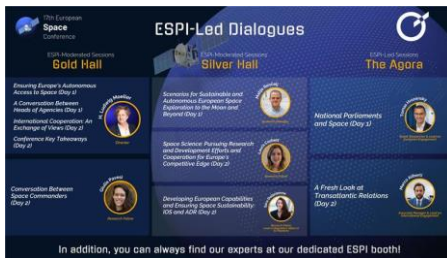 17th European
Space
Conference
ESPI-Led Dialogues
ESPI-Moderated Sessions
Gold Hall
Ensuring Europe's Autonomous
Access to Space (Day 1)
A Conversation Between
Heads of Agencies (Day 1)
International Cooperation: An
Exchange of Views (Day 2)
Conference Key Takeaways
(Day 2)
H. Ludwig Moeller
Director
Conversation Between
Space Commanders
(Day 2)
ESPI-Moderated Sessions
Silver Hall
Scenarios for Sustainable and
Autonomous European Space
Exploration to the Moon and
Beyond (Day 1)
Space Science: Pursuing Research
and Development Efforts and
Cooperation for Europe's
Competitive Edge (Day 2)
Developing European Capabilities
and Ensuring Space Sustainability:
IOS and ADR (Day 2)
ESPI-Led Sessions
The Agora
National Parliaments
and Space (Day 1)
A Fresh Look at
Transatlantic Relations
(Day 2)
In addition, you can always find our experts at our dedicated ESPI booth!